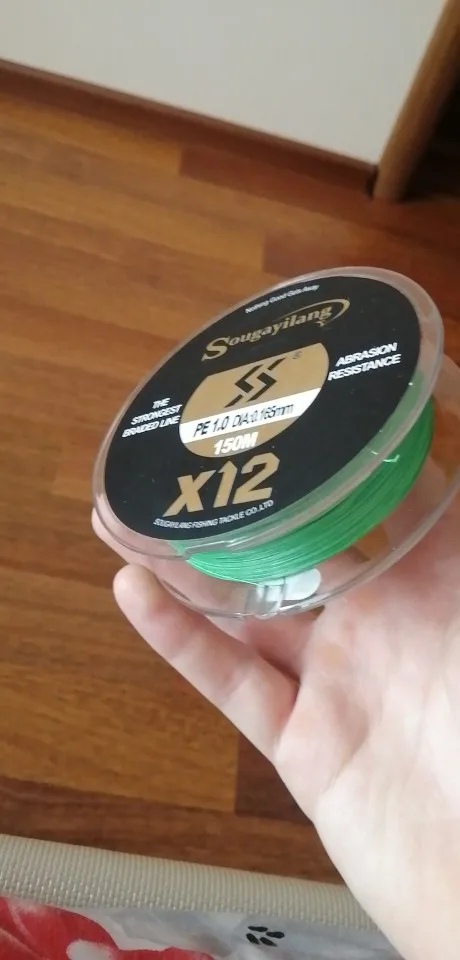 Nothing Good Gets Away
Sougayilang
®
THE
STRONGEST
BRAIDED LINE
ABRASION
RESISTANCE
PE 1.0 DIA:0.165mm
150M
X12
SOUGAYILANG FISHING TACKLE CO.,LTD